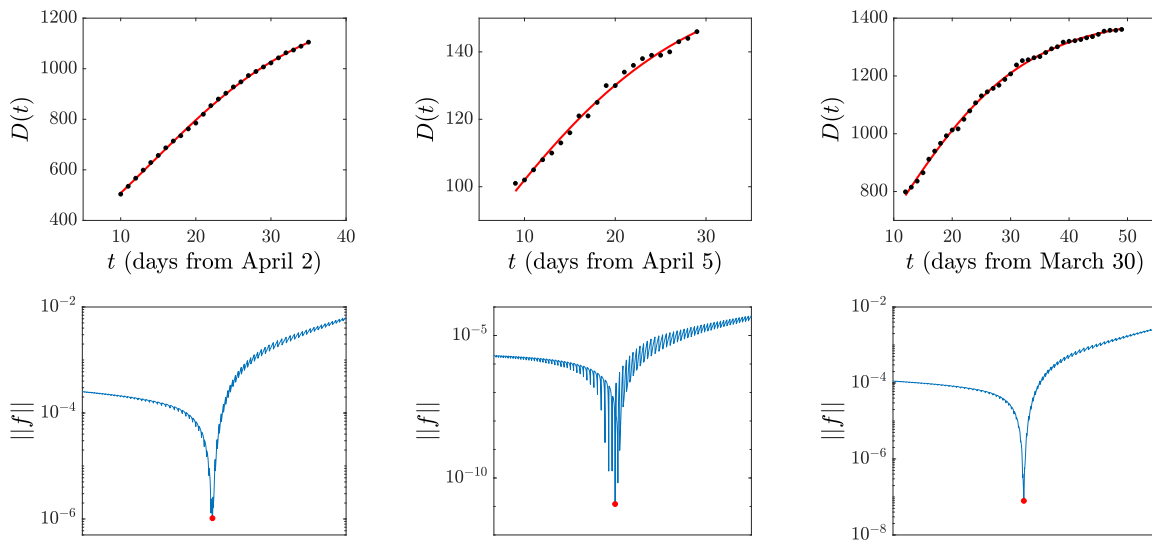 1200
1000
800
600
400
D(t)
10 20 30 40
t (days from April 2)
140
120
100
D(t)
10 20 30
t (days from April 5)
1400
1200
1000
800
D(t)
10 20 30 40 50
t (days from March 30)
10^{-2}
10^{-4}
10^{-6}
||f||
10^{-5}
10^{-10}
||f||
10^{-2}
10^{-4}
10^{-6}
10^{-8}
||f||